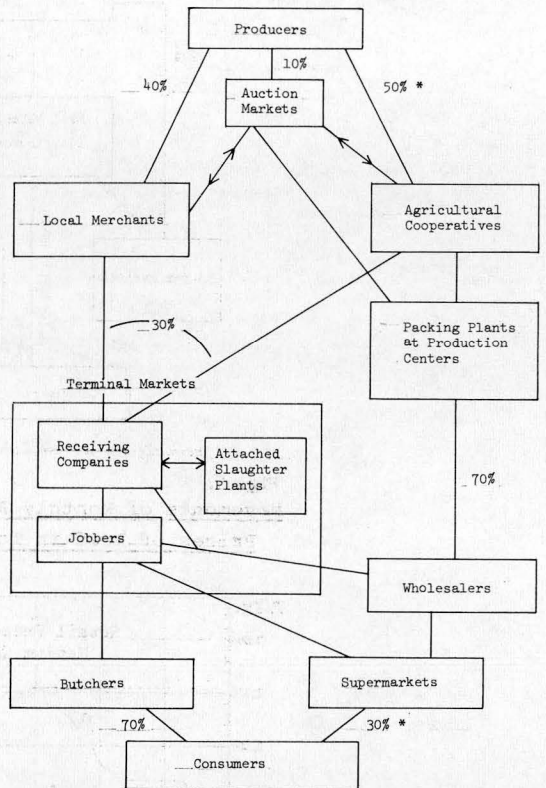 Producers
10%
40%
50% *
Auction
Markets
Local Merchants
Agricultural
Cooperatives
30%
Packing Plants
at Production
Centers
Terminal Markets
Receiving
Companies
Attached
Slaughter
Plants
70%
Jobbers
Wholesalers
Butchers
Supermarkets
70%
30% *
Consumers